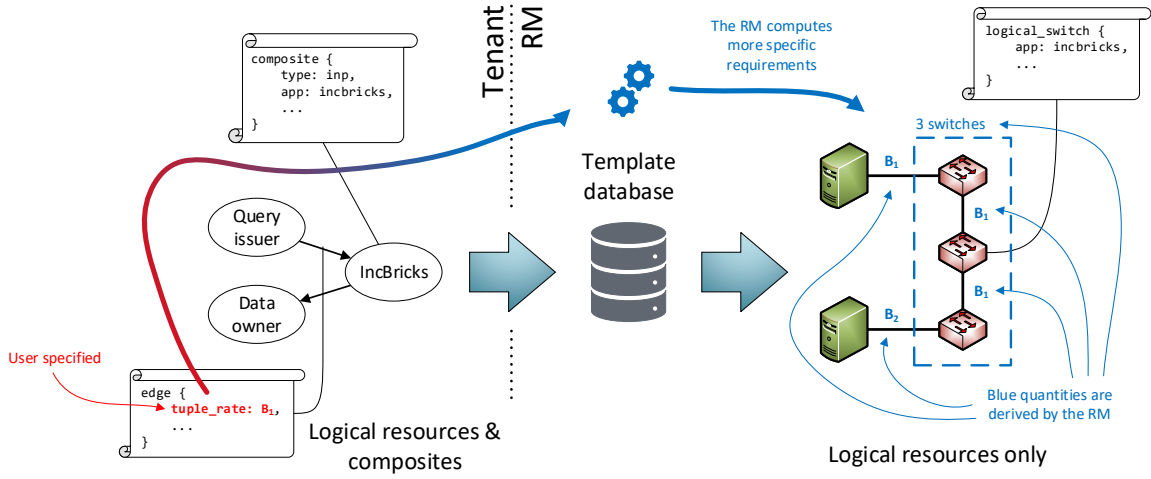 composite {
type: inp,
app: incbricks,
...
}
Tenant
RM
The RM computes
more specific
requirements
logical_switch {
app: incbricks,
...
}
3 switches
B₁
B₁
B₁
B₂
Template
database
Query
issuer
IncBricks
Data
owner
User specified
edge {
tuple_rate: B₁,
...
}
Logical resources &
composites
Blue quantities are
derived by the RM
Logical resources only